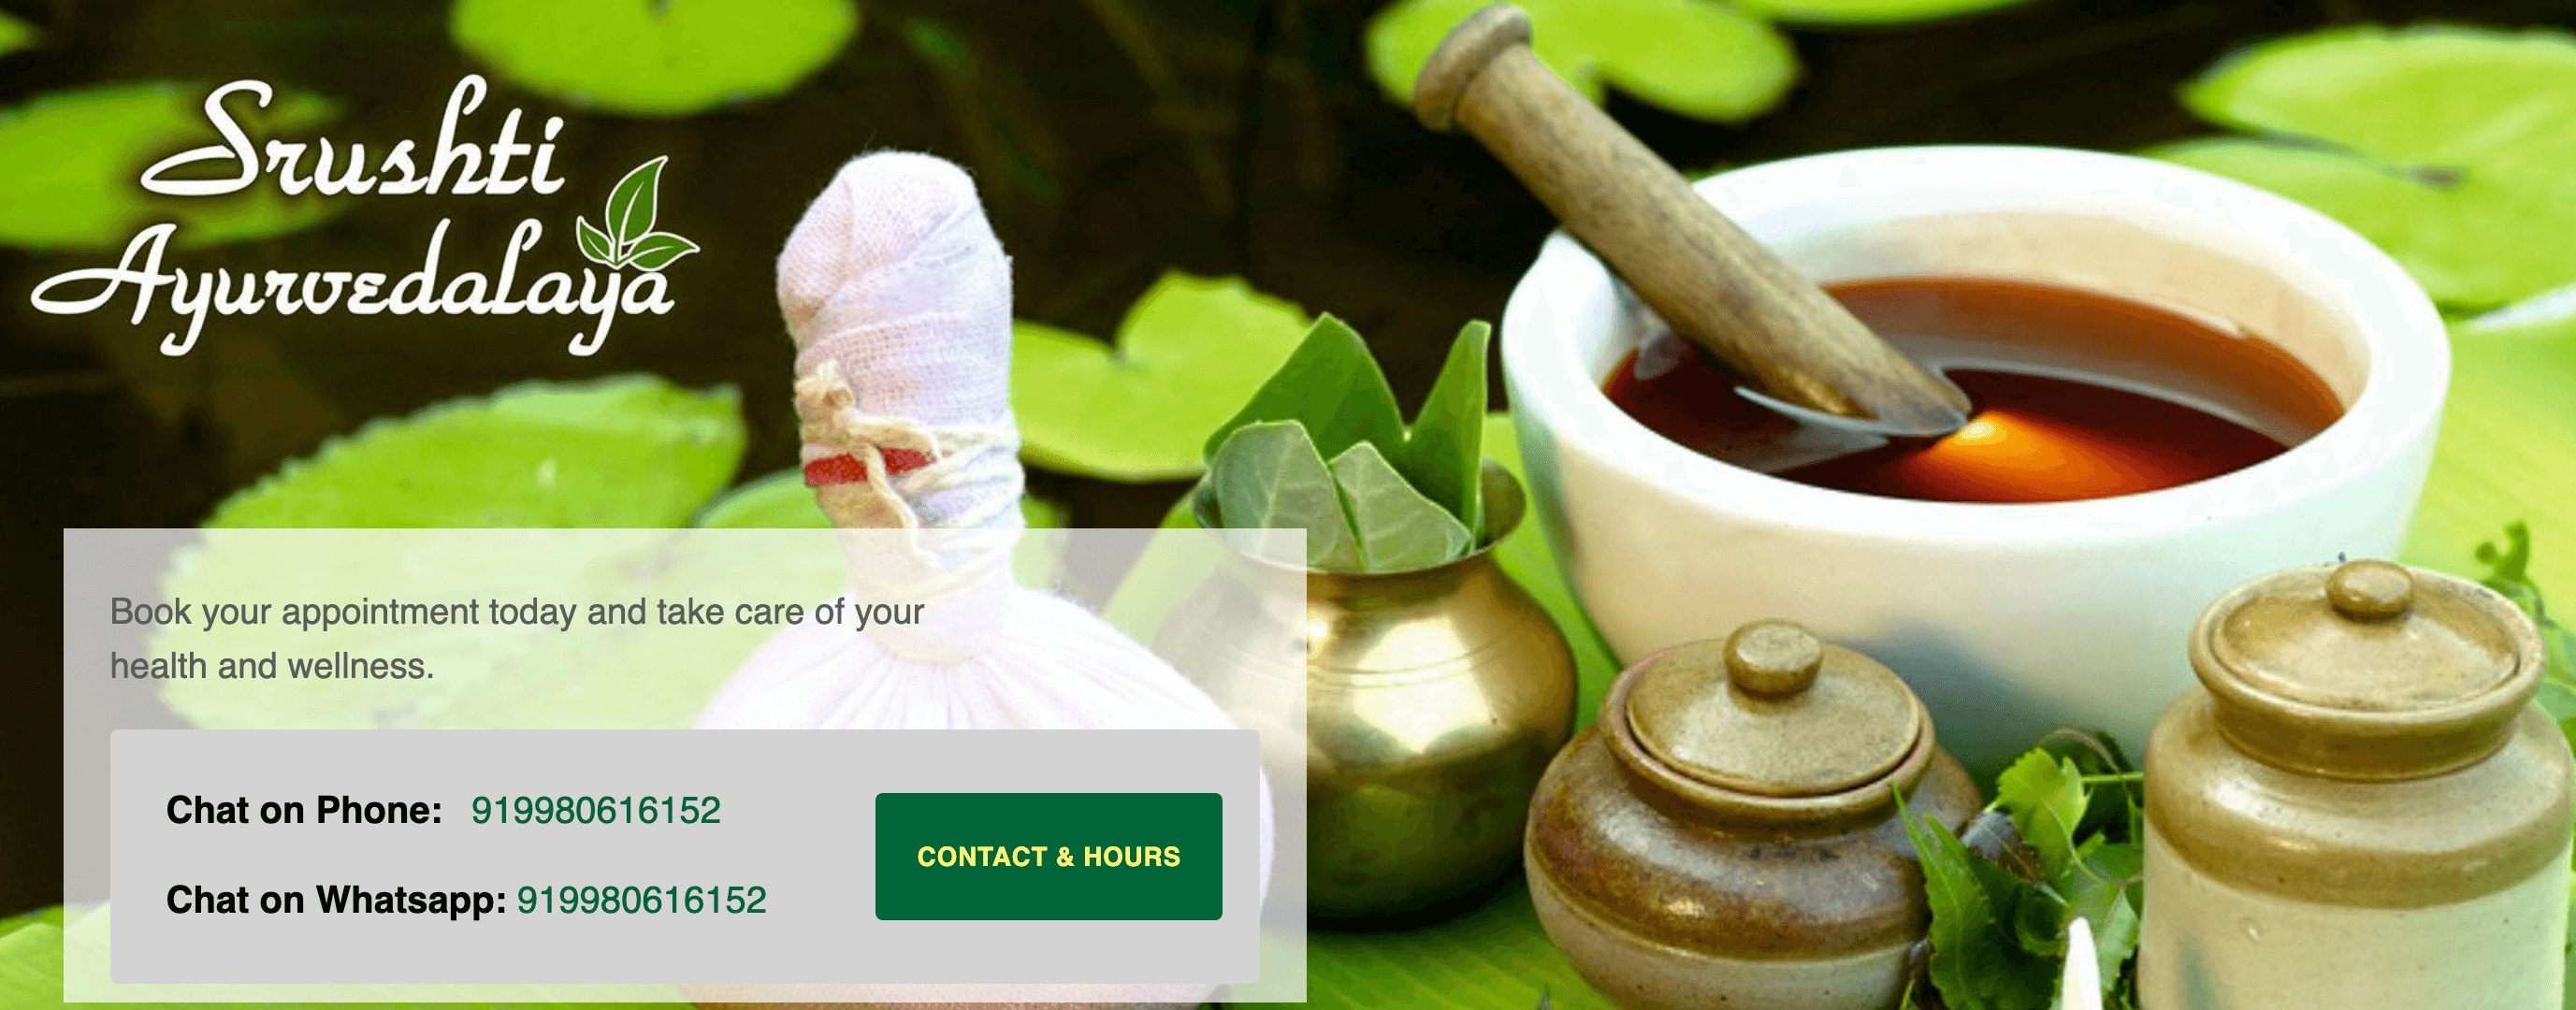 Srushti
Ayurvedalaya
Book your appointment today and take care of your
health and wellness.
Chat on Phone: 919980616152
CONTACT & HOURS
Chat on Whatsapp: 919980616152